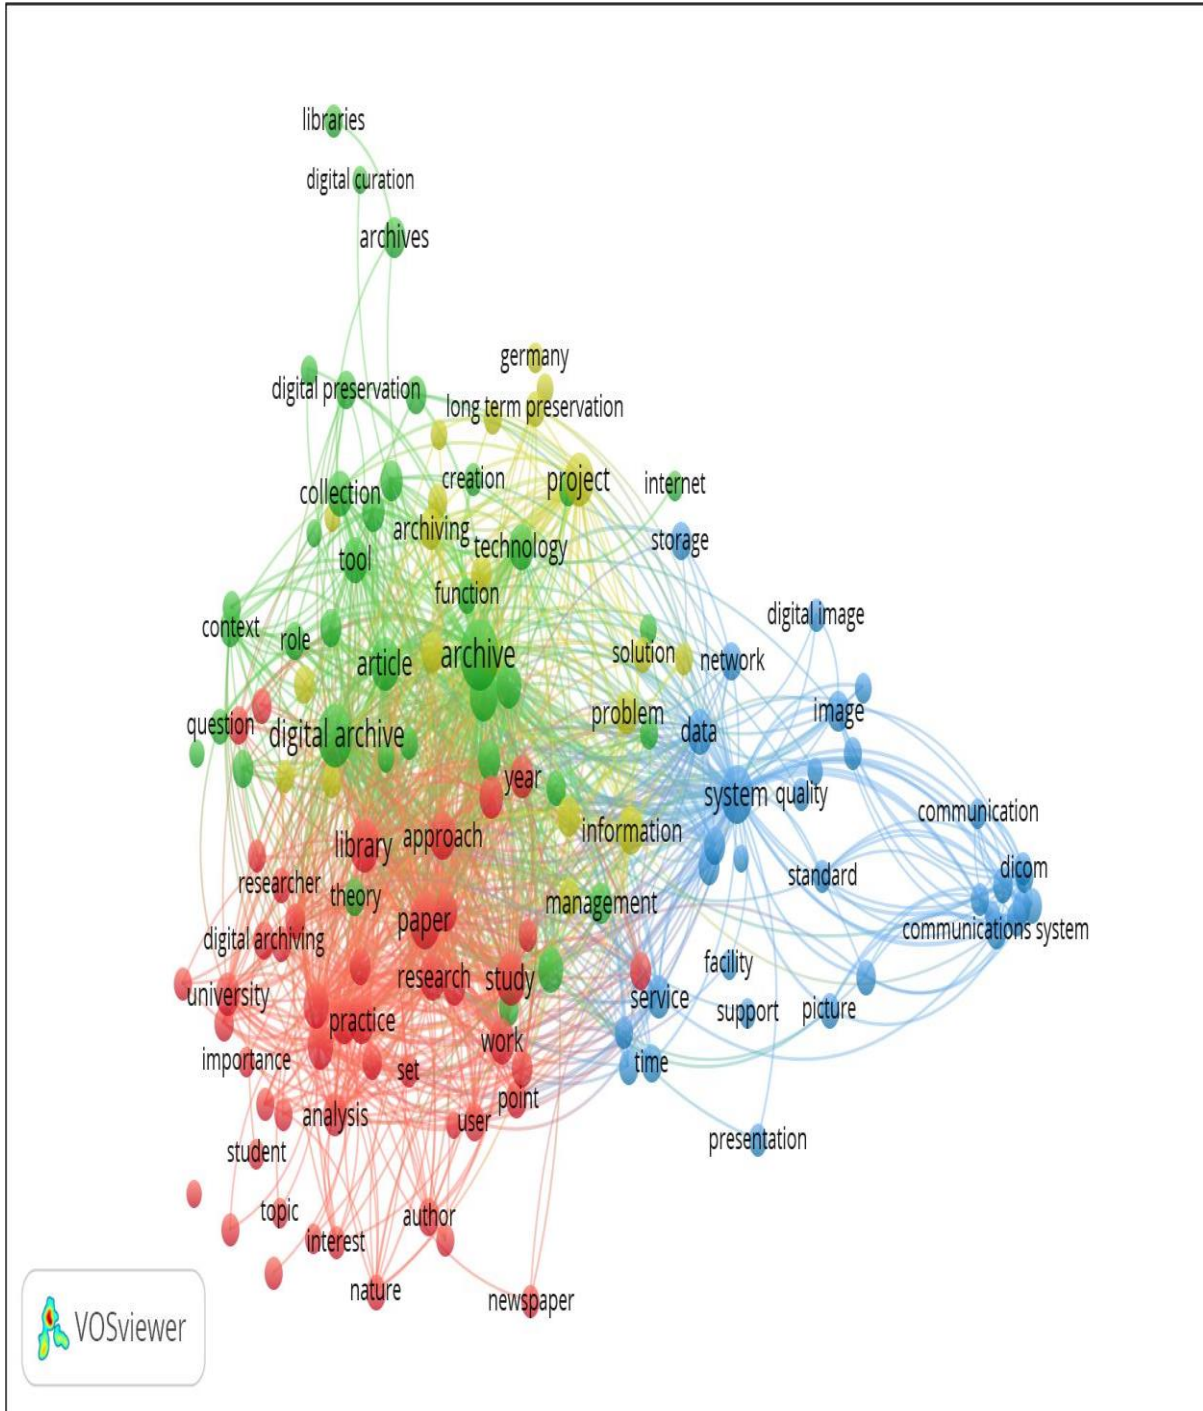 libraries
digital curation
archives
germany
digital preservation
long term preservation
project
internet
creation
collection
archiving
technology
storage
tool
function
digital image
context
role
article
archive
solution
network
image
problem
question
digital archive
data
year
system
quality
communication
information
approach
library
dicom
researcher
theory
standard
management
paper
digital archiving
communications system
facility
research
study
university
service
support
picture
practice
work
importance
set
time
point
analysis
user
presentation
student
topic
author
interest
nature
newspaper
VOSviewer